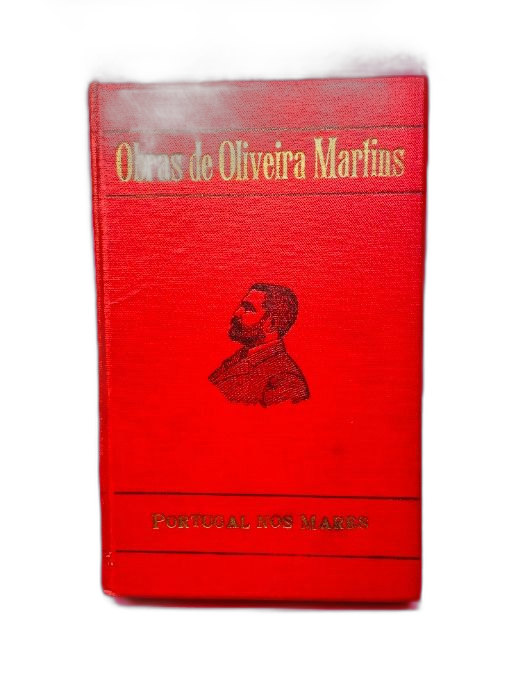 Obras de Oliveira Martins
PORTUGAL NOS MARES